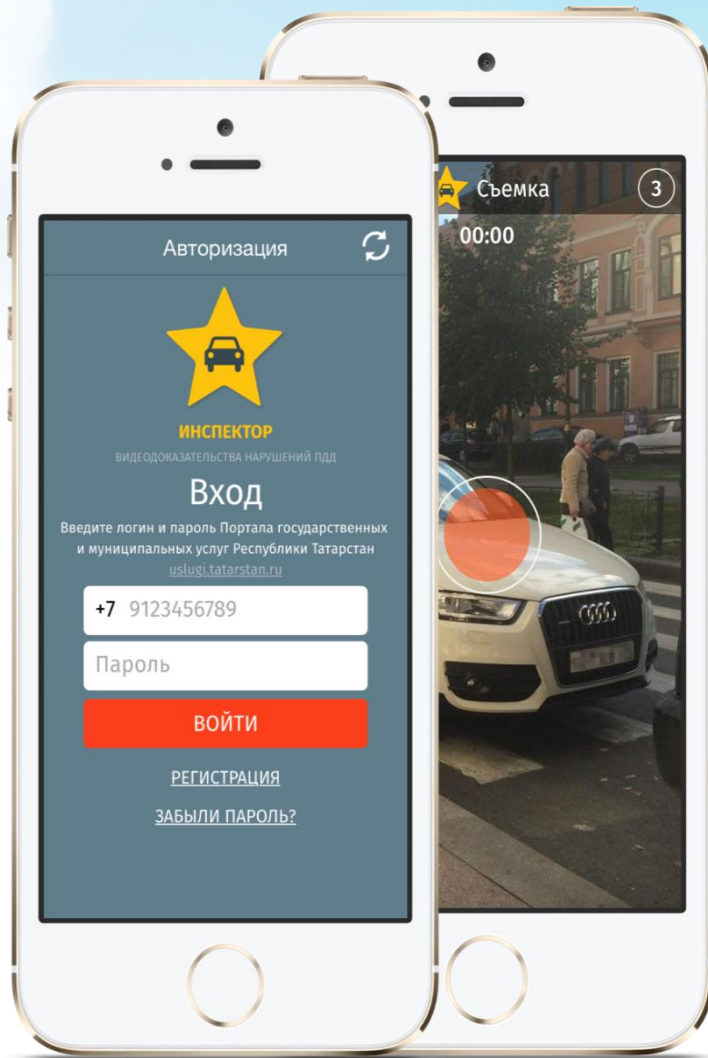 Авторизация
ИНСПЕКТОР
ВИДЕОДОКАЗАТЕЛЬСТВА НАРУШЕНИЙ ПДД
Вход
Введите логин и пароль Портала государственных
и муниципальных услуг Республики Татарстан
uslugi.tatarstan.ru
+7 9123456789
Пароль
ВОЙТИ
РЕГИСТРАЦИЯ
ЗАБЫЛИ ПАРОЛЬ?
Съемка 3
00:00